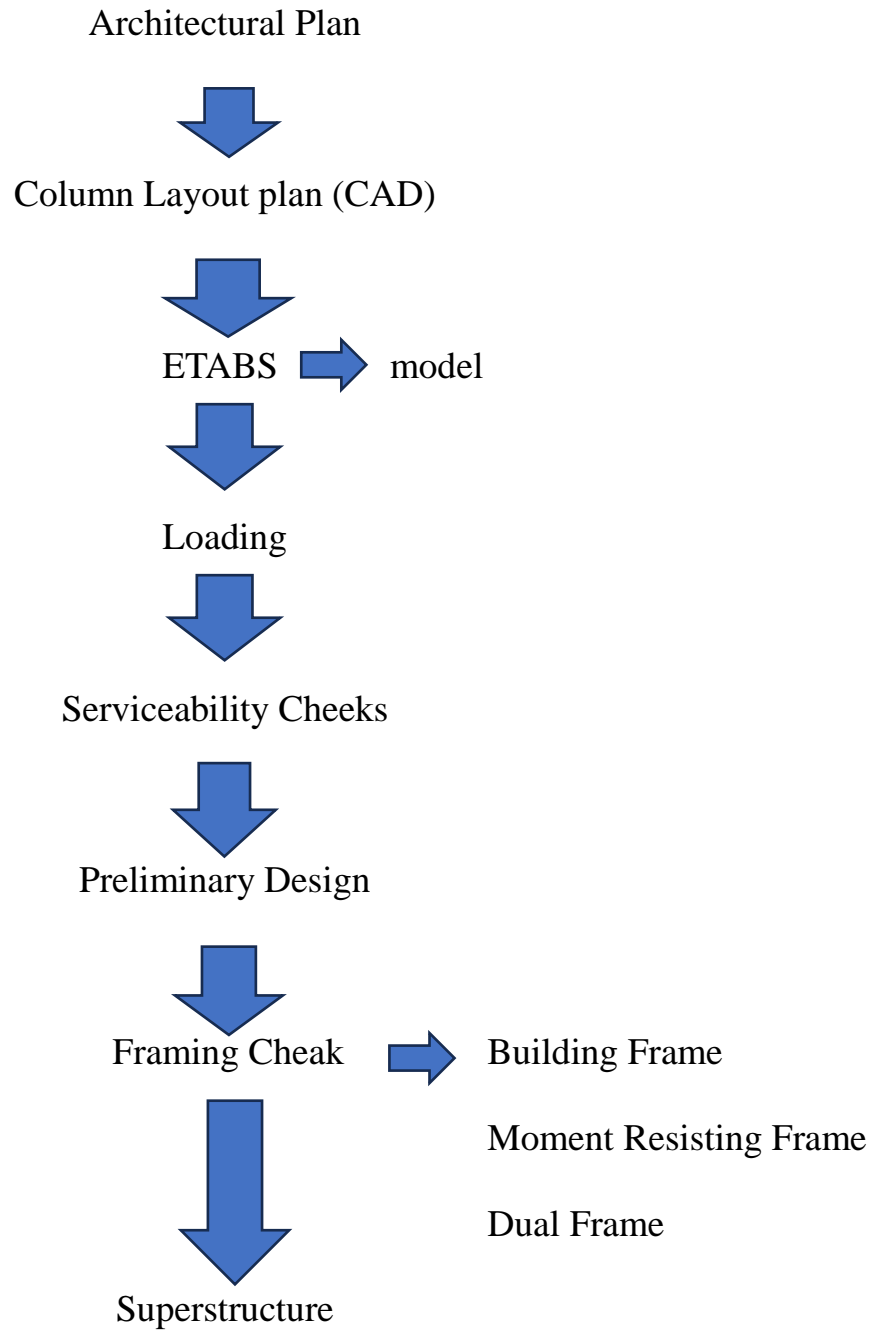 Architectural Plan
Column Layout plan (CAD)
ETABS model
Loading
Serviceability Cheeks
Preliminary Design
Framing Cheak Building Frame
Moment Resisting Frame
Dual Frame
Superstructure